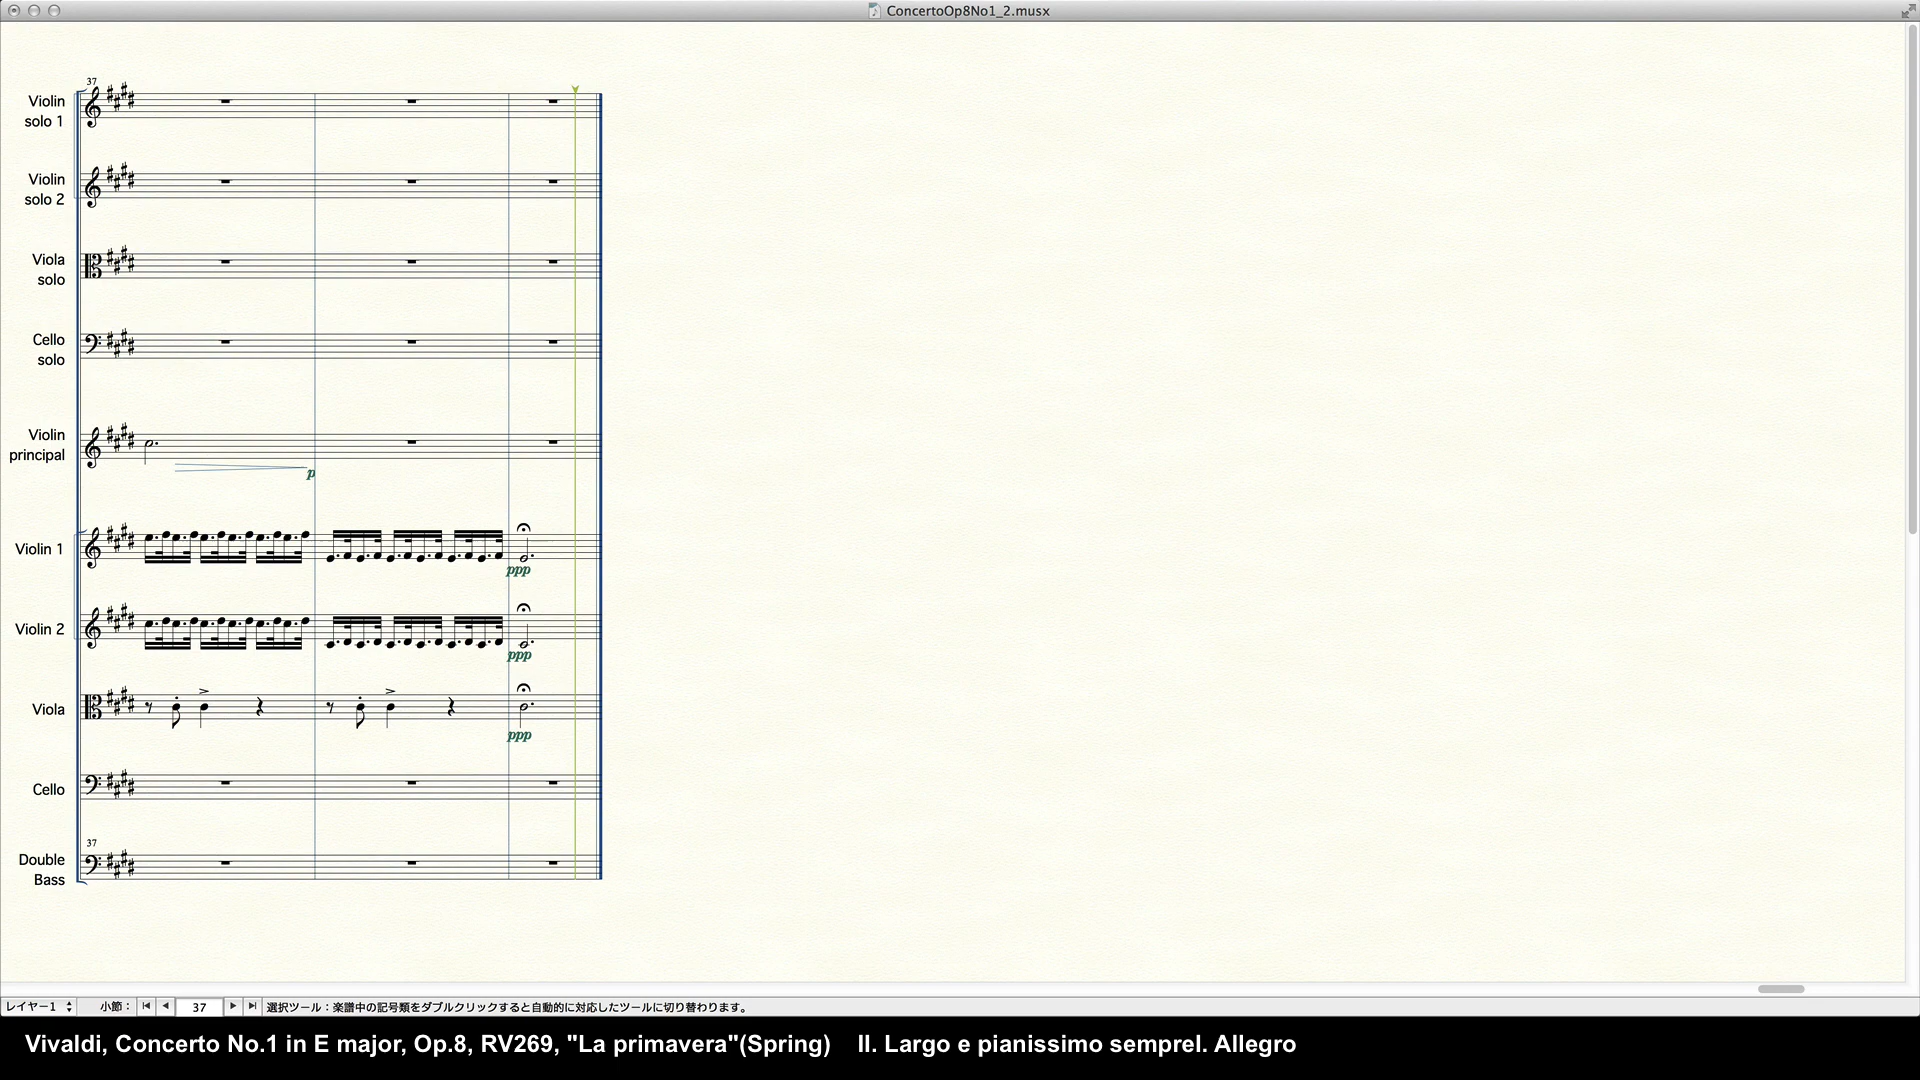 ConcertoOp8No1_2.musx
37
Violin
solo 1
Violin
solo 2
Viola
solo
Cello
solo
Violin
principal
p
Violin 1
ppp
Violin 2
ppp
Viola
ppp
Cello
37
Double
Bass
レイヤー1 小節： 37 選択ツール：楽譜中の記号類をダブルクリックすると自動的に対応したツールに切り替わります。
Vivaldi, Concerto No.1 in E major, Op.8, RV269, "La primavera"(Spring) II. Largo e pianissimo semprel. Allegro